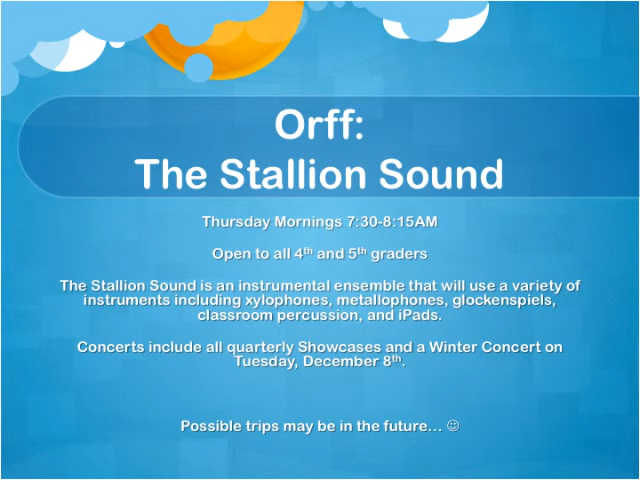 Orff:
The Stallion Sound
Thursday Mornings 7:30-8:15AM
Open to all 4th and 5th graders
The Stallion Sound is an instrumental ensemble that will use a variety of
instruments including xylophones, metallophones, glockenspiels,
classroom percussion, and iPads.
Concerts include all quarterly Showcases and a Winter Concert on
Tuesday, December 8th.
Possible trips may be in the future… ☺